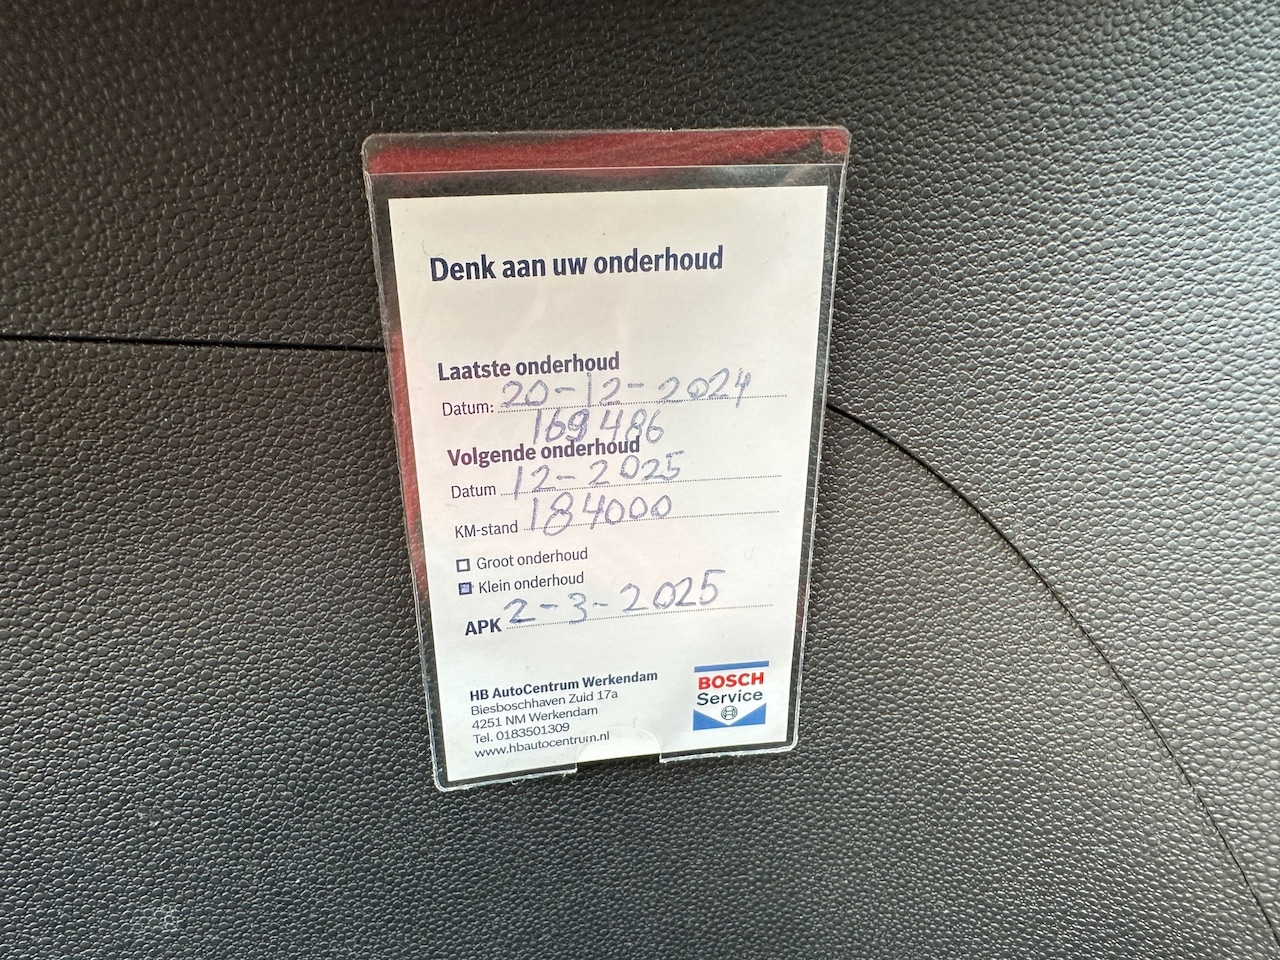 Denk aan uw onderhoud
Laatste onderhoud
Datum: 20-12-2024
169486
Volgende onderhoud
Datum 12-2025
KM-stand 184000
Groot onderhoud
Klein onderhoud
APK 2-3-2025
HB AutoCentrum Werkendam
Biesboschhaven Zuid 17a
4251 NM Werkendam
Tel. 0183501309
www.hbautocentrum.nl
BOSCH
Service